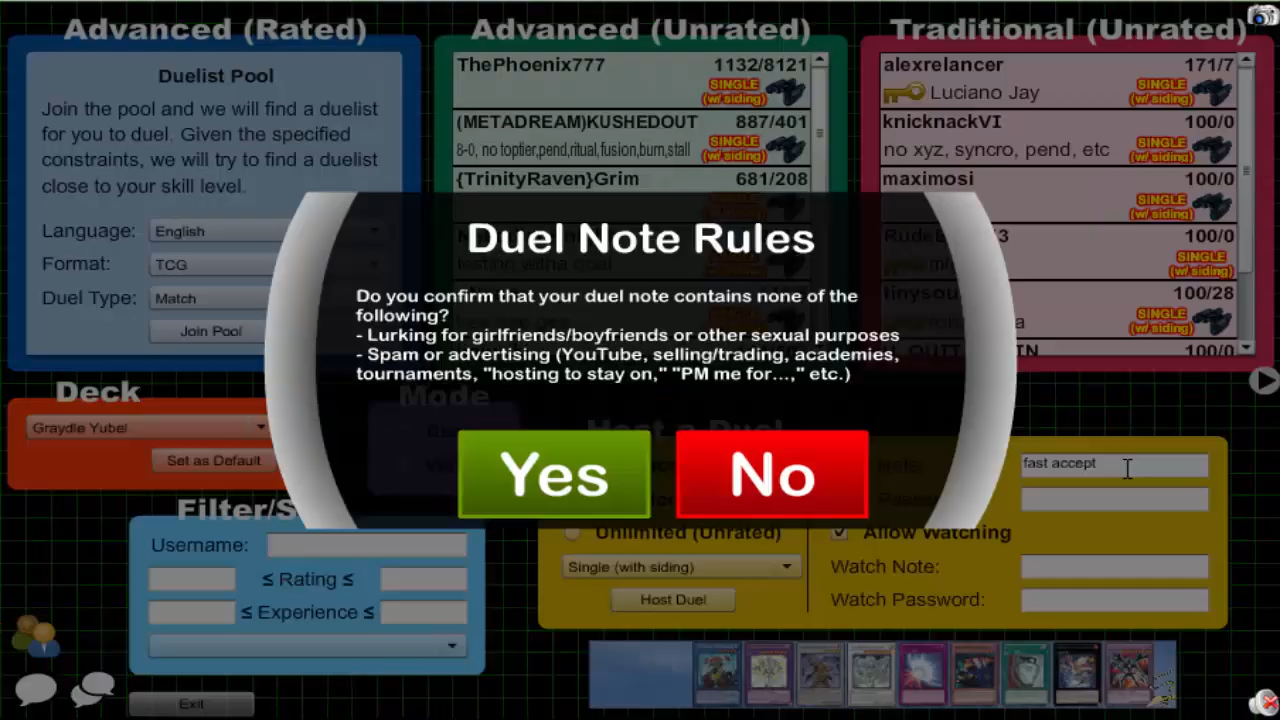 Advanced (Rated)
Duelist Pool
Join the pool and we will find a duelist
for you to duel. Given the specified
constraints, we will try to find a duelist
close to your skill level.
Language: English
Format: TCG
Duel Type: Match
Join Pool
Advanced (Unrated)
ThePhoenix777 1132/8121
SINGLE
(w/ siding)
(METADREAM)KUSHEDOUT 887/401
8-0, no toptier,pend,ritual,fusion,burn,stall
SINGLE
(w/ siding)
{TrinityRaven}Grim 681/208
Traditional (Unrated)
alexrelancer 171/7
Luciano Jay
SINGLE
(w/ siding)
knicknackVI 100/0
no xyz, syncro, pend, etc
SINGLE
(w/ siding)
maximosi 100/0
SINGLE
(w/ siding)
100/0
SINGLE
(w/ siding)
100/28
SINGLE
(w/ siding)
100/0
Duel Note Rules
Do you confirm that your duel note contains none of the
following?
- Lurking for girlfriends/boyfriends or other sexual purposes
- Spam or advertising (YouTube, selling/trading, academies,
tournaments, "hosting to stay on," "PM me for...," etc.)
Yes
No
Deck
Graydle Yubel
Set as Default
Mode
Host a Duel
fast accept
Unlimited (Unrated)
Allow Watching
Single (with siding)
Watch Note:
Host Duel
Watch Password:
Filter/S
Username:
≤ Rating ≤
≤ Experience ≤
Exit